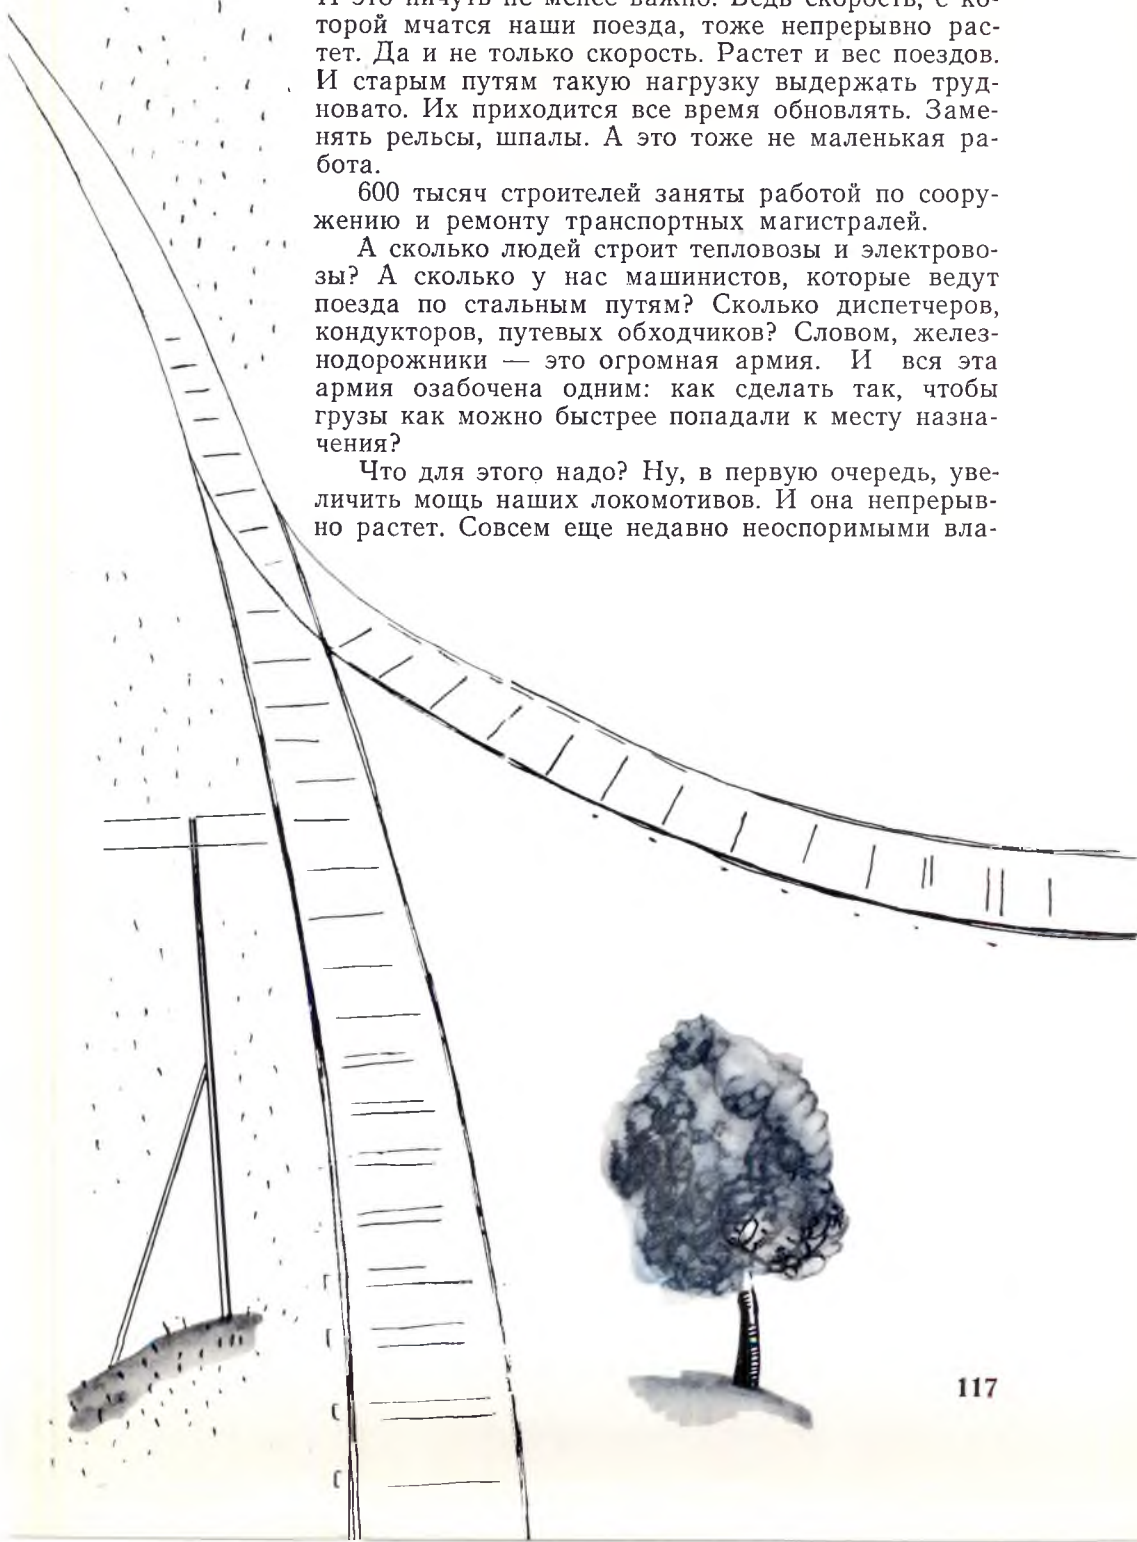 И это ничуть не менее важно. Ведь скорость, с ко-
торой мчатся наши поезда, тоже непрерывно рас-
тет. Да и не только скорость. Растет и вес поездов.
И старым путям такую нагрузку выдержать труд-
новато. Их приходится все время обновлять. Заме-
нять рельсы, шпалы. А это тоже не маленькая ра-
бота.
600 тысяч строителей заняты работой по соору-
жению и ремонту транспортных магистралей.
А сколько людей строит тепловозы и электрово-
зы? А сколько у нас машинистов, которые ведут
поезда по стальным путям? Сколько диспетчеров,
кондукторов, путевых обходчиков? Словом, желез-
нодорожники — это огромная армия. И вся эта
армия озабочена одним: как сделать так, чтобы
грузы как можно быстрее попадали к месту назна-
чения?
Что для этого надо? Ну, в первую очередь, уве-
личить мощь наших локомотивов. И она непрерыв-
но растет. Совсем еще недавно неоспоримыми вла-
117